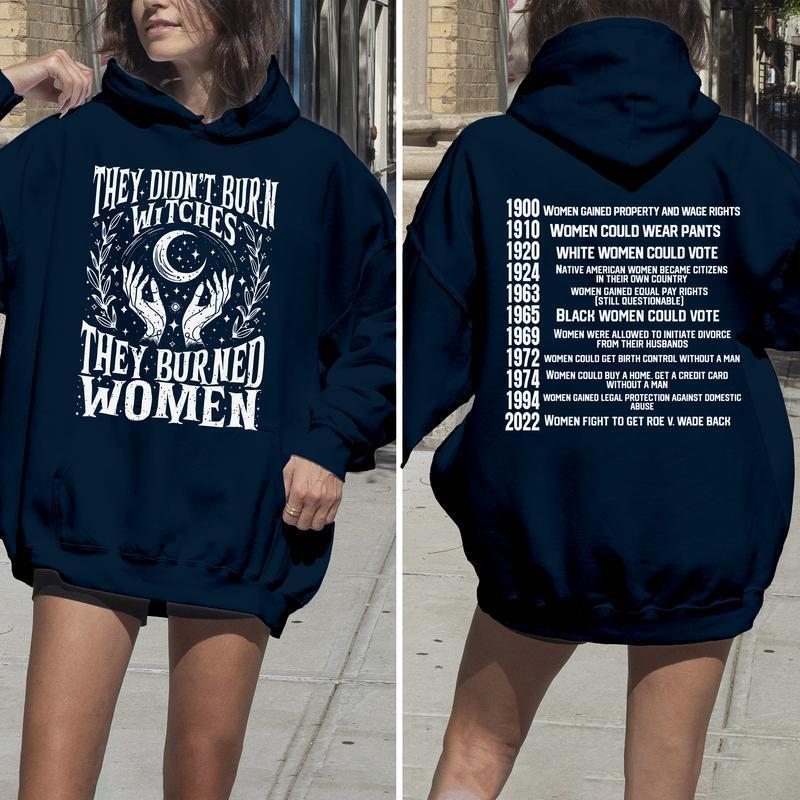 THEY DIDN'T BURN
WITCHES
THEY BURNED
WOMEN
1900 WOMEN GAINED PROPERTY AND WAGE RIGHTS
1910 WOMEN COULD WEAR PANTS
1920 WHITE WOMEN COULD VOTE
1924 NATIVE AMERICAN WOMEN BECAME CITIZENS
IN THEIR OWN COUNTRY
1963 WOMEN GAINED EQUAL PAY RIGHTS
(STILL QUESTIONABLE)
1965 BLACK WOMEN COULD VOTE
1969 WOMEN WERE ALLOWED TO INITIATE DIVORCE
FROM THEIR HUSBANDS
1972 WOMEN COULD GET BIRTH CONTROL WITHOUT A MAN
1974 WOMEN COULD BUY A HOME, GET A CREDIT CARD
WITHOUT A MAN
1994 WOMEN GAINED LEGAL PROTECTION AGAINST DOMESTIC
ABUSE
2022 WOMEN FIGHT TO GET ROE V. WADE BACK